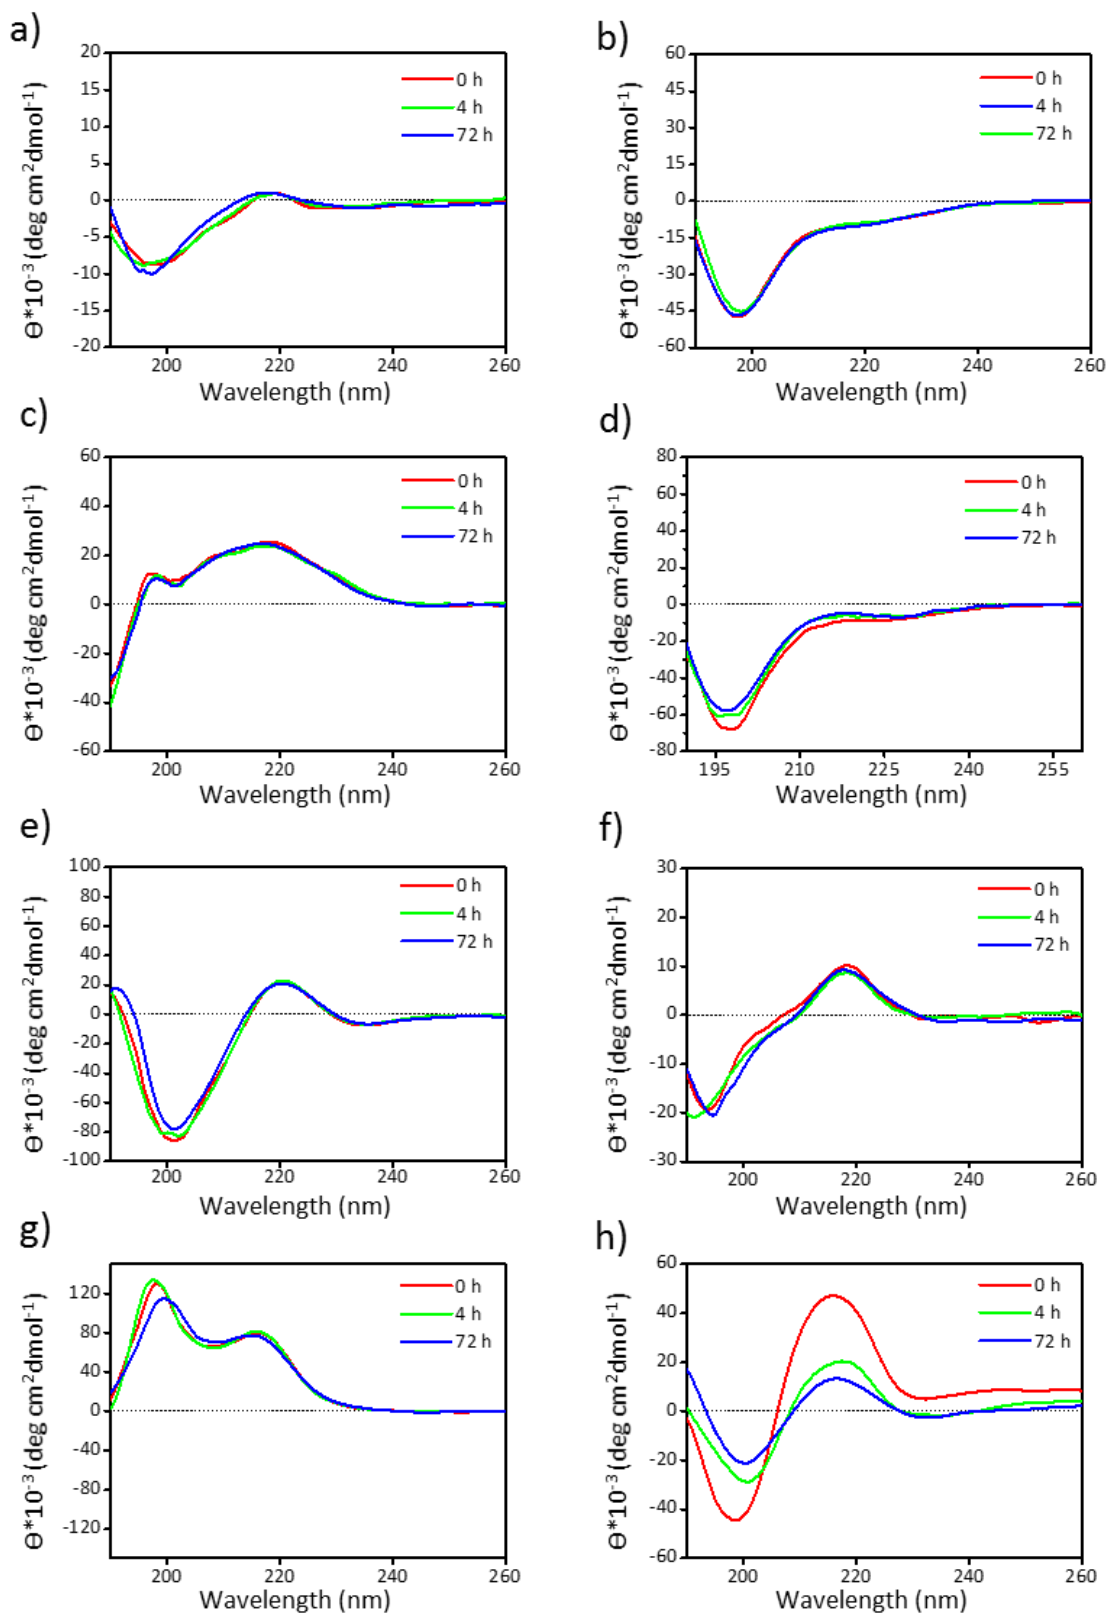 a)
20
15
10
5
0
-5
-10
-15
-20
200
220
240
260
Wavelength (nm)
Θ*10⁻³ (deg cm²dmol⁻¹)
0 h
4 h
72 h
b)
60
45
30
15
0
-15
-30
-45
-60
200
220
240
260
Wavelength (nm)
Θ*10⁻³ (deg cm²dmol⁻¹)
0 h
4 h
72 h
c)
60
40
20
0
-20
-40
-60
200
220
240
260
Wavelength (nm)
Θ*10⁻³ (deg cm²dmol⁻¹)
0 h
4 h
72 h
d)
80
60
40
20
0
-20
-40
-60
-80
195
210
225
240
255
Wavelength (nm)
Θ*10⁻³ (deg cm²dmol⁻¹)
0 h
4 h
72 h
e)
100
80
60
40
20
0
-20
-40
-60
-80
-100
200
220
240
260
Wavelength (nm)
Θ*10⁻³ (deg cm²dmol⁻¹)
0 h
4 h
72 h
f)
30
20
10
0
-10
-20
-30
200
220
240
260
Wavelength (nm)
Θ*10⁻³ (deg cm²dmol⁻¹)
0 h
4 h
72 h
g)
120
80
40
0
-40
-80
-120
200
220
240
260
Wavelength (nm)
Θ*10⁻³ (deg cm²dmol⁻¹)
0 h
4 h
72 h
h)
60
40
20
0
-20
-40
-60
200
220
240
260
Wavelength (nm)
Θ*10⁻³ (deg cm²dmol⁻¹)
0 h
4 h
72 h